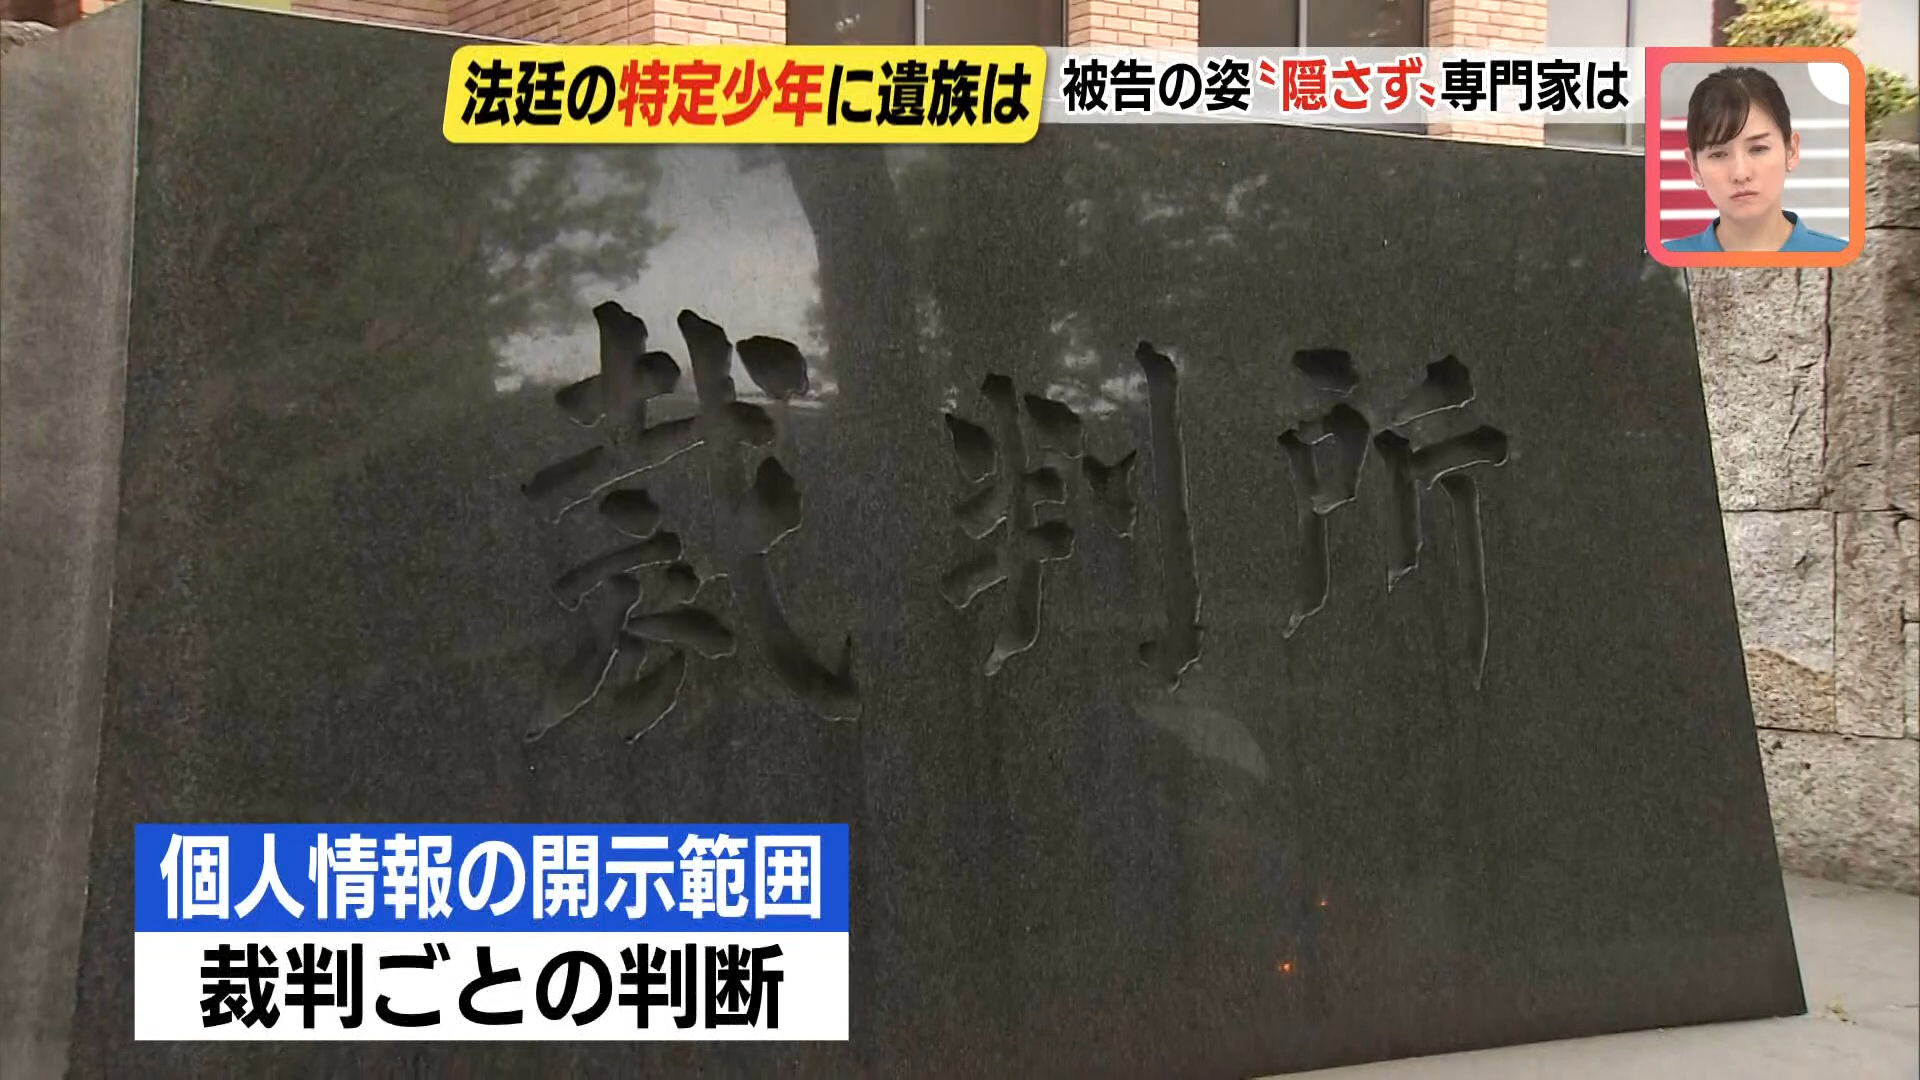 法廷の特定少年に遺族は
被告の姿〝隠さず〟専門家は
裁判所
個人情報の開示範囲
裁判ごとの判断